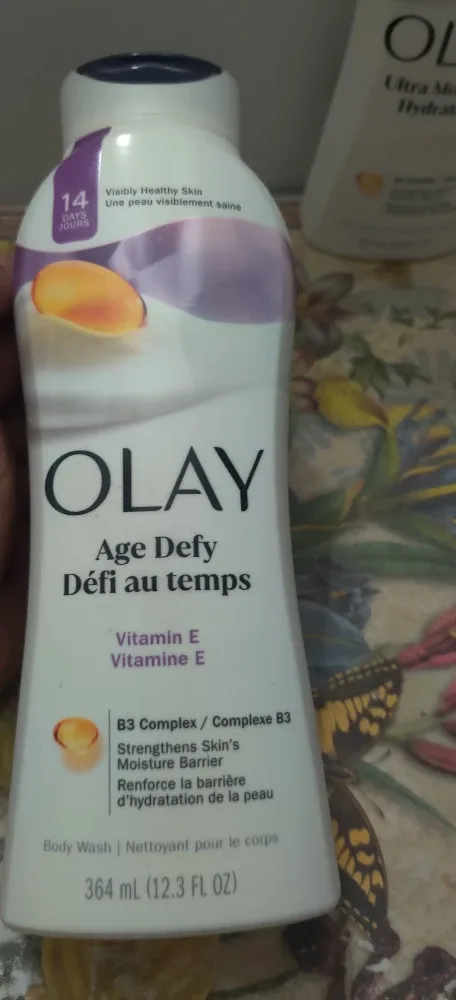 14
DAYS
JOURS
Visibly Healthy Skin
Une peau visiblement saine
OLAY
Age Defy
Défi au temps
Vitamin E
Vitamine E
B3 Complex / Complexe B3
Strengthens Skin's
Moisture Barrier
Renforce la barrière
d'hydratation de la peau
Body Wash | Nettoyant pour le corps
364 mL (12.3 FL OZ)
OL
Ultra Mo
Hydrat